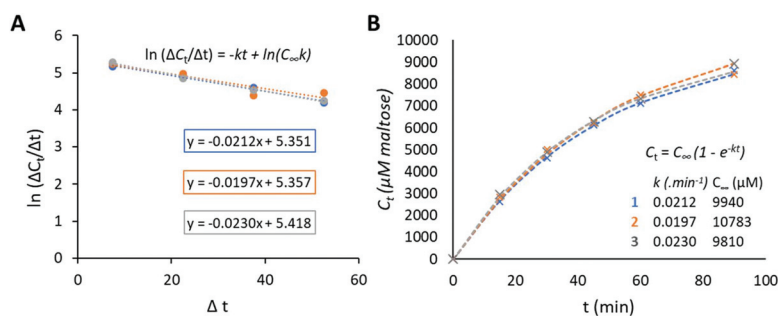 A
ln (ΔCt/Δt) = -kt + ln(C∞k)
6
5
4
3
2
1
0
ln (ΔCt/Δt)
y = -0.0212x + 5.351
y = -0.0197x + 5.357
y = -0.0230x + 5.418
0 20 40 60
Δ t
B
10000
9000
8000
7000
6000
5000
4000
3000
2000
1000
0
Ct (µM maltose)
Ct = C∞ (1 - e-kt)
k (.min-1) C∞ (µM)
1 0.0212 9940
2 0.0197 10783
3 0.0230 9810
0 20 40 60 80 100
t (min)